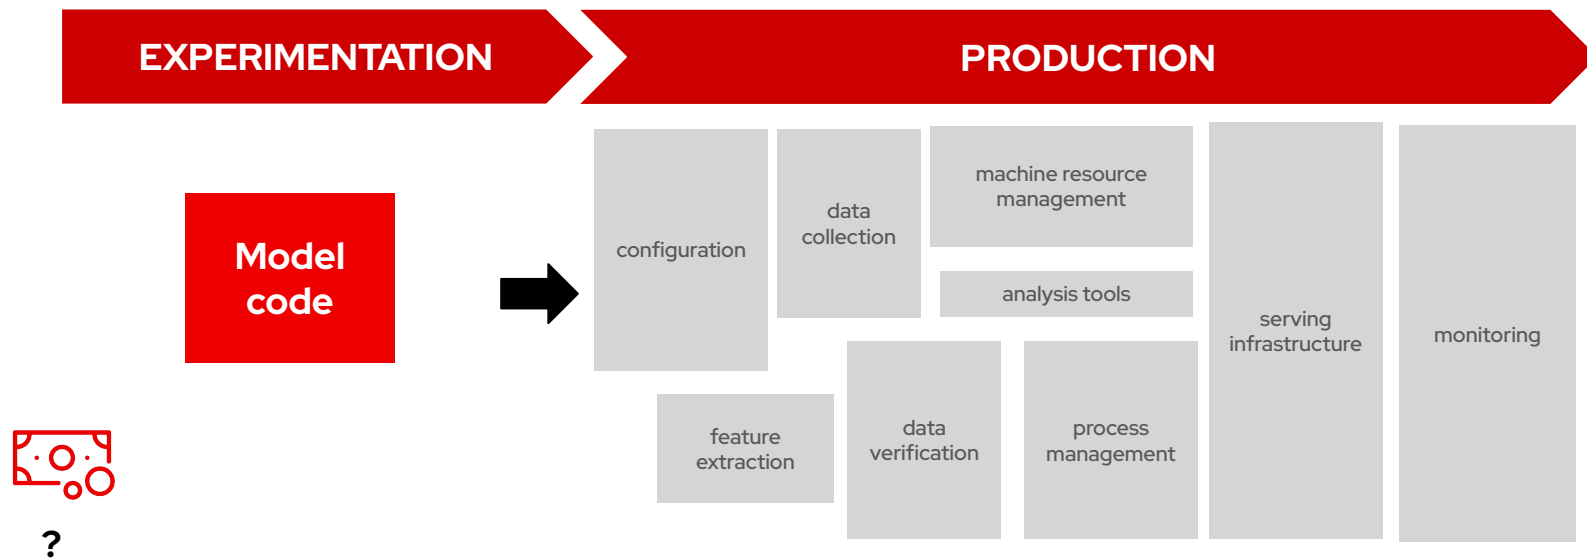 EXPERIMENTATION
PRODUCTION
Model
code
configuration
data
collection
machine resource
management
analysis tools
feature
extraction
data
verification
process
management
serving
infrastructure
monitoring
?